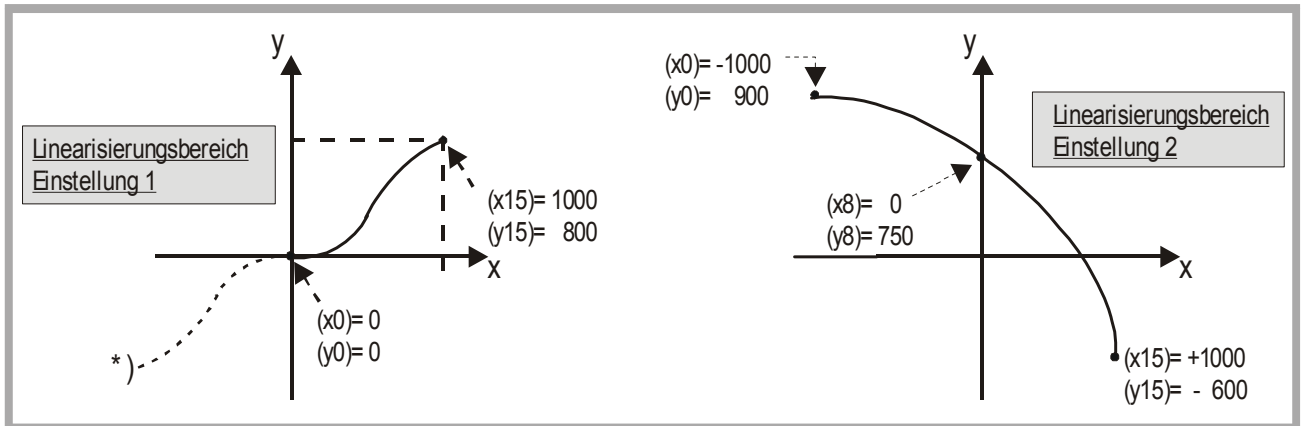 y
Linearisierungsbereich
Einstellung 1
(x15)= 1000
(y15)= 800
x
(x0)= 0
(y0)= 0
*)
y
(x0)= -1000
(y0)= 900
Linearisierungsbereich
Einstellung 2
(x8)= 0
(y8)= 750
x
(x15)= +1000
(y15)= - 600